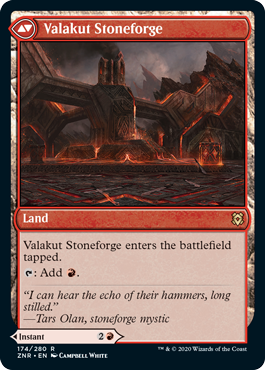 Valakut Stoneforge
Land
Valakut Stoneforge enters the battlefield
tapped.
: Add .
“I can hear the echo of their hammers, long
stilled.”
—Tars Olan, stoneforge mystic
Instant 2
174/280 R
ZNR • EN CAMPBELL WHITE
™ & © 2020 Wizards of the Coast